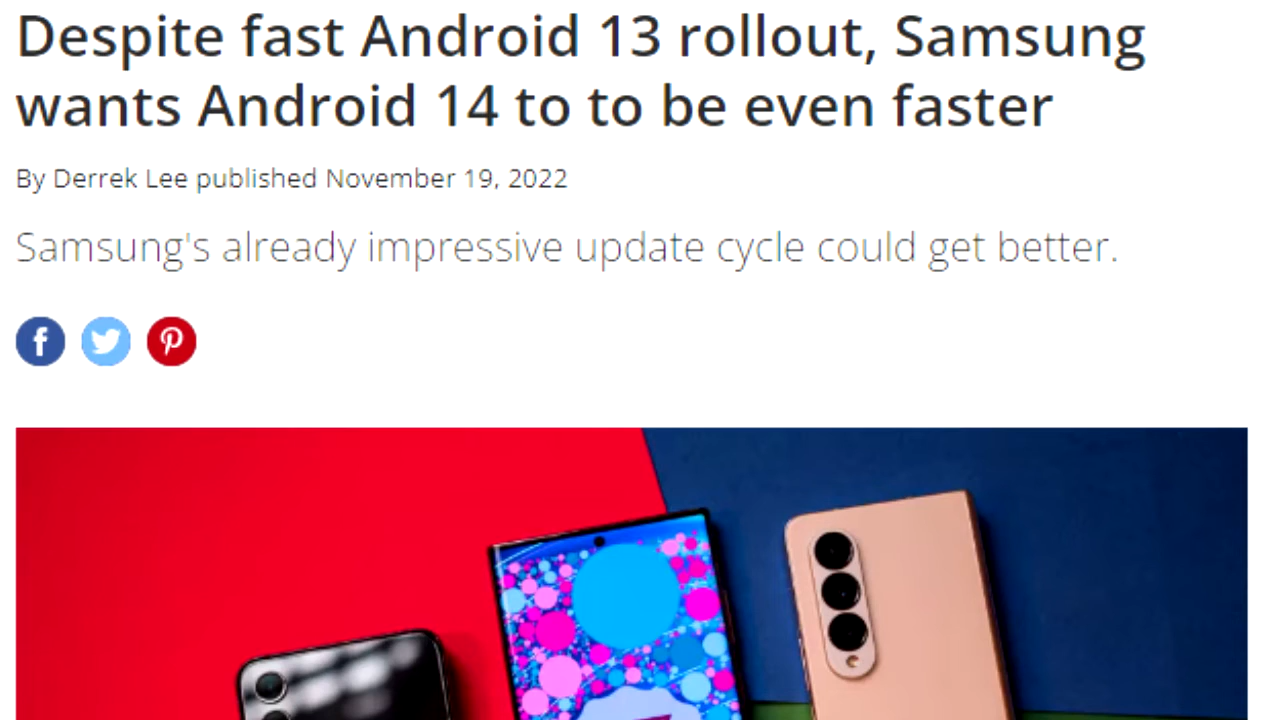 Despite fast Android 13 rollout, Samsung
wants Android 14 to to be even faster
By Derrek Lee published November 19, 2022
Samsung's already impressive update cycle could get better.